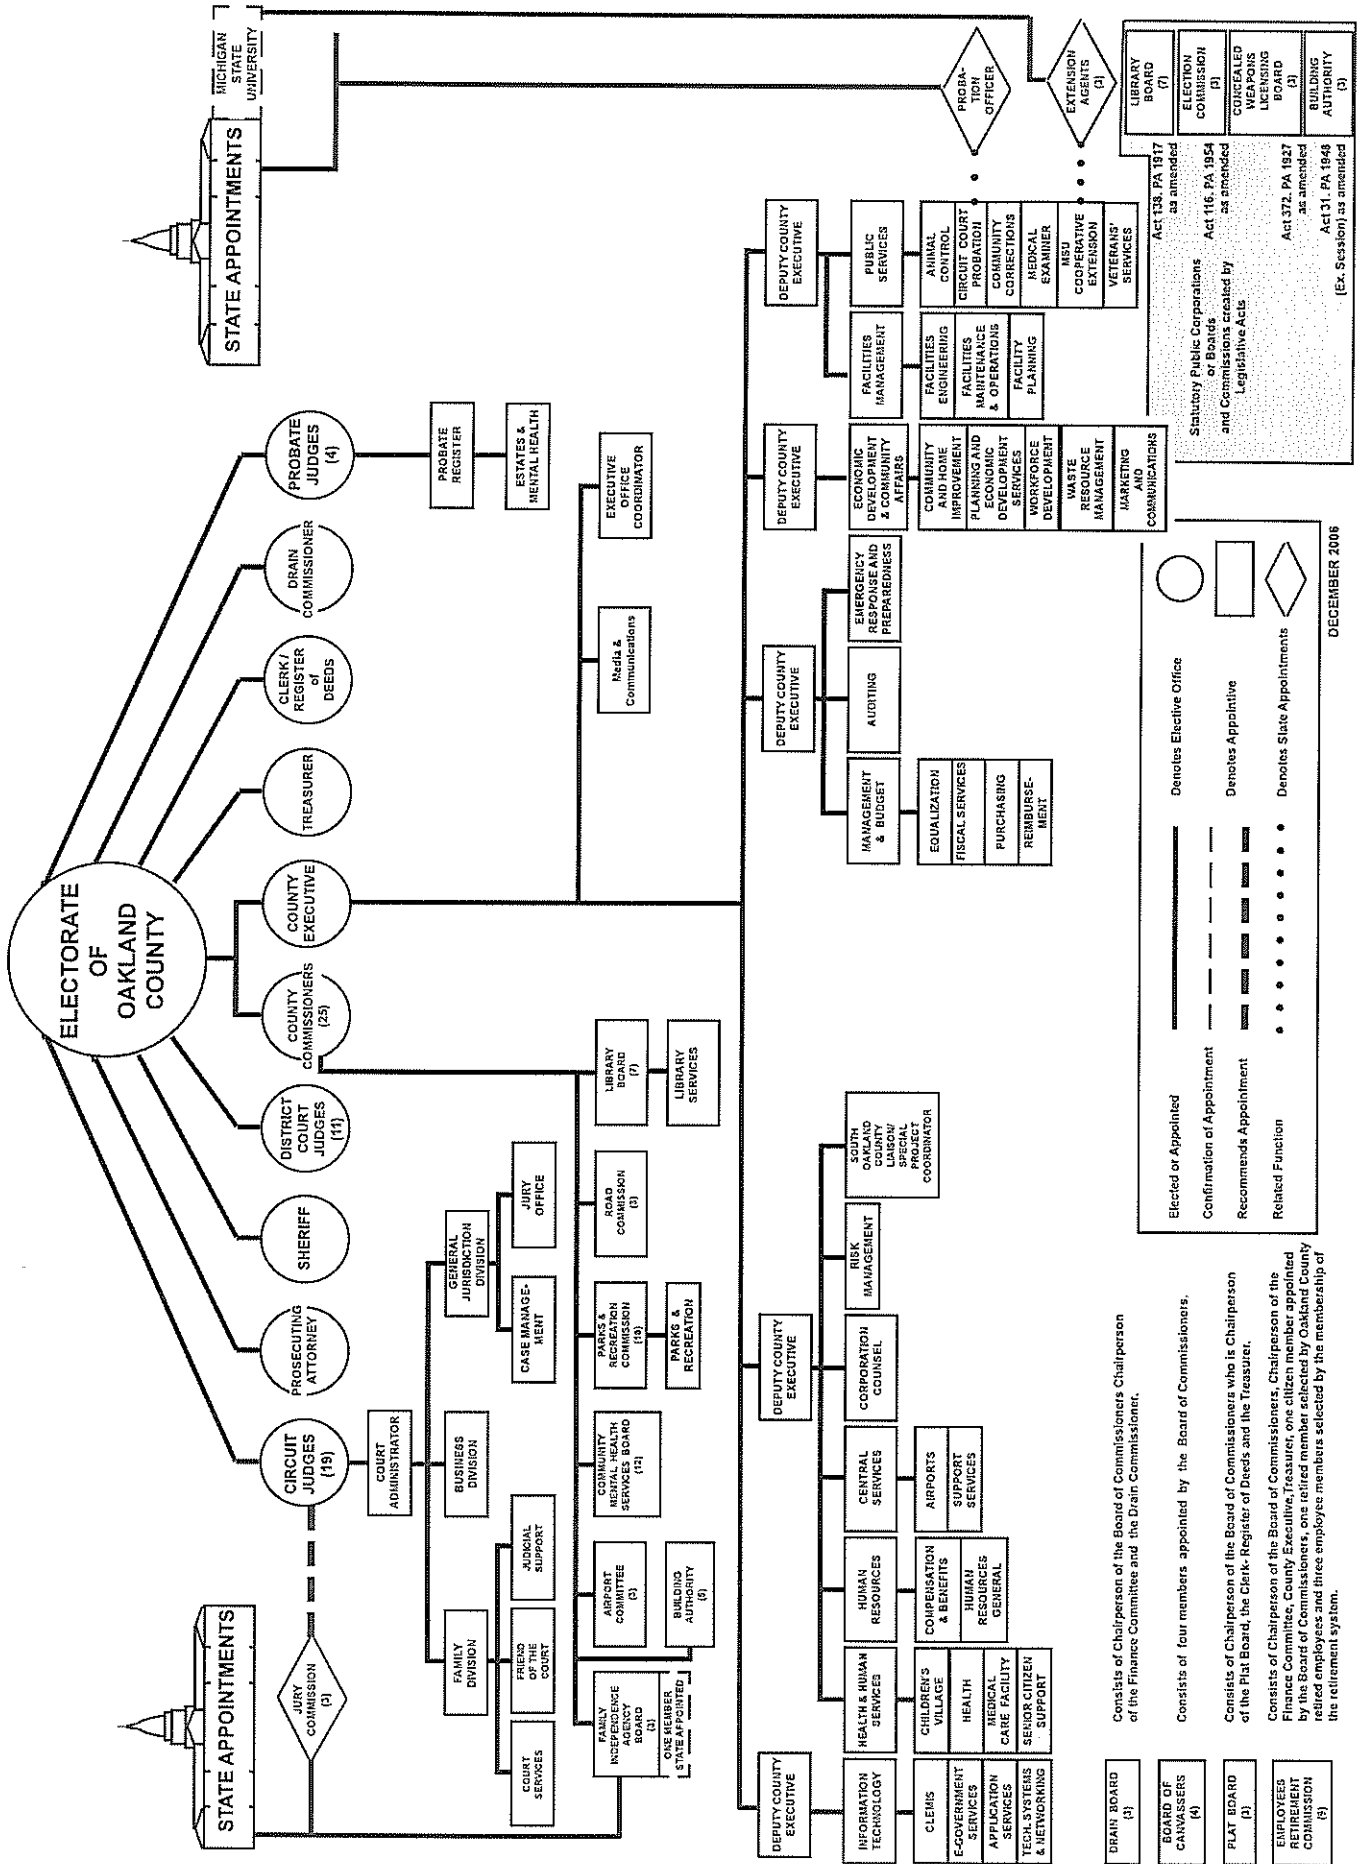 ELECTORATE
OF
OAKLAND
COUNTY
STATE APPOINTMENTS
STATE APPOINTMENTS
MICHIGAN
STATE
UNIVERSITY
JURY
COMMISSION
(3)
CIRCUIT
JUDGES
(19)
PROSECUTING
ATTORNEY
SHERIFF
DISTRICT
COURT
JUDGES
(11)
COUNTY
COMMISSIONERS
(25)
COUNTY
EXECUTIVE
TREASURER
CLERK/
REGISTER
of
DEEDS
DRAIN
COMMISSIONER
PROBATE
JUDGES
(4)
COURT
ADMINISTRATOR
FAMILY
DIVISION
BUSINESS
DIVISION
GENERAL
JURISDICTION
DIVISION
COURT
SERVICES
FRIEND
OF THE
COURT
JUDICIAL
SUPPORT
CASE MANAGE-
MENT
JURY
OFFICE
PROBATE
REGISTER
ESTATES &
MENTAL HEALTH
FAMILY
INDEPENDENCE
AGENCY
BOARD
(3)
ONE MEMBER
STATE APPOINTED
AIRPORT
COMMITTEE
(3)
BUILDING
AUTHORITY
COMMUNITY
MENTAL HEALTH
SERVICES BOARD
(12)
PARKS &
RECREATION
COMMISSION
(10)
PARKS &
RECREATION
ROAD
COMMISSION
(3)
LIBRARY
BOARD
(7)
LIBRARY
SERVICES
Media &
Communications
EXECUTIVE
OFFICE
COORDINATOR
PROBA-
TION
OFFICER
EXTENSION
AGENTS
(3)
DEPUTY COUNTY
EXECUTIVE
INFORMATION
TECHNOLOGY
CLEMIS
E-GOVERNMENT
SERVICES
APPLICATION
SERVICES
TECH. SYSTEMS
& NETWORKING
DEPUTY COUNTY
EXECUTIVE
HEALTH & HUMAN
SERVICES
CHILDREN'S
VILLAGE
HEALTH
MEDICAL
CARE FACILITY
SENIOR CITIZEN
SUPPORT
HUMAN
RESOURCES
COMPENSATION
& BENEFITS
HUMAN
RESOURCES
GENERAL
CENTRAL
SERVICES
AIRPORTS
SUPPORT
SERVICES
CORPORATION
COUNSEL
RISK
MANAGEMENT
SOUTH
OAKLAND
COUNTY
LIAISON/
SPECIAL
PROJECT
COORDINATOR
DEPUTY COUNTY
EXECUTIVE
MANAGEMENT
& BUDGET
EQUALIZATION
FISCAL SERVICES
PURCHASING
REIMBURSE-
MENT
AUDITING
EMERGENCY
RESPONSE AND
PREPAREDNESS
DEPUTY COUNTY
EXECUTIVE
ECONOMIC
DEVELOPMENT
& COMMUNITY
AFFAIRS
COMMUNITY
AND HOME
IMPROVEMENT
PLANNING AND
ECONOMIC
DEVELOPMENT
SERVICES
WORKFORCE
DEVELOPMENT
WASTE
RESOURCE
MANAGEMENT
MARKETING
AND
COMMUNICATIONS
DEPUTY COUNTY
EXECUTIVE
FACILITIES
MANAGEMENT
FACILITIES
ENGINEERING
FACILITIES
MAINTENANCE
& OPERATIONS
FACILITY
PLANNING
PUBLIC
SERVICES
ANIMAL
CONTROL
CIRCUIT COURT
PROBATION
COMMUNITY
CORRECTIONS
MEDICAL
EXAMINER
MSU
COOPERATIVE
EXTENSION
VETERANS'
SERVICES
DRAIN BOARD
(3)
Consists of Chairperson of the Board of Commissioners Chairperson
of the Finance Committee and the Drain Commissioner.
BOARD OF
CANVASSERS
(4)
Consists of four members appointed by the Board of Commissioners.
PLAT BOARD
(3)
Consists of Chairperson of the Board of Commissioners who is Chairperson
of the Plat Board, the Clerk- Register of Deeds and the Treasurer.
EMPLOYEES
RETIREMENT
COMMISSION
(9)
Consists of Chairperson of the Board of Commissioners, Chairperson of the
Finance Committee, County Executive, Treasurer, one citizen member appointed
by the Board of Commissioners, one retired member selected by Oakland County
retired employees and three employee members selected by the membership of
the retirement system.
Elected or Appointed
Denotes Elective Office
Confirmation of Appointment
Recommends Appointment
Denotes Appointive
Related Function
Denotes State Appointments
DECEMBER 2006
Statutory Public Corporations
or Boards
and Commissions created by
Legislative Acts
Act 138, PA 1917
as amended
LIBRARY
BOARD
(7)
Act 116, PA 1954
as amended
ELECTION
COMMISSION
(3)
Act 372, PA 1927
as amended
CONCEALED
WEAPONS
LICENSING
BOARD
(3)
Act 31, PA 1948
(Ex. Session) as amended
BUILDING
AUTHORITY
(3)